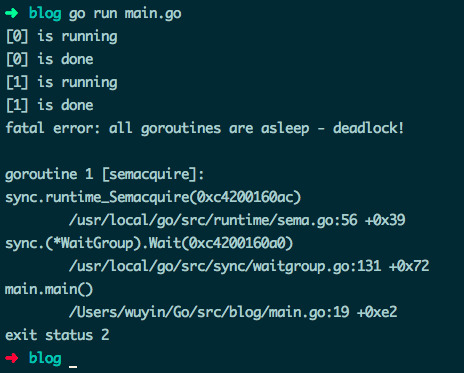 ➜ blog go run main.go
[0] is running
[0] is done
[1] is running
[1] is done
fatal error: all goroutines are asleep - deadlock!
goroutine 1 [semacquire]:
sync.runtime_Semacquire(0xc4200160ac)
/usr/local/go/src/runtime/sema.go:56 +0x39
sync.(*WaitGroup).Wait(0xc4200160a0)
/usr/local/go/src/sync/waitgroup.go:131 +0x72
main.main()
/Users/wuyin/Go/src/blog/main.go:19 +0xe2
exit status 2
➜ blog _